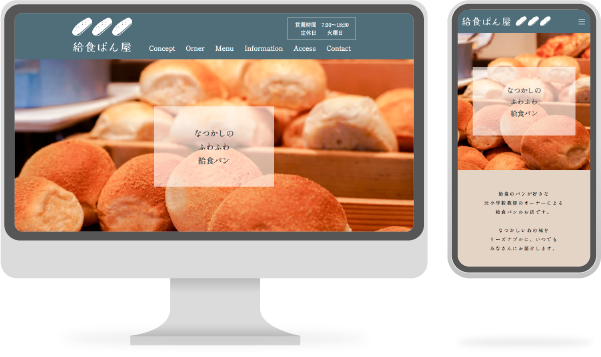 給食ぱん屋
営業時間 7:00〜18:30
定休日 火曜日
Concept Orner Menu Information Access Contact
なつかしの
ふわふわ
給食パン
給食ぱん屋
なつかしの
ふわふわ
給食パン
給食のパンが好きな
元小学校教師のオーナーによる
給食パンのお店です。
なつかしいあの味を
リーズナブルに、いつでも
みなさんにお届けします。